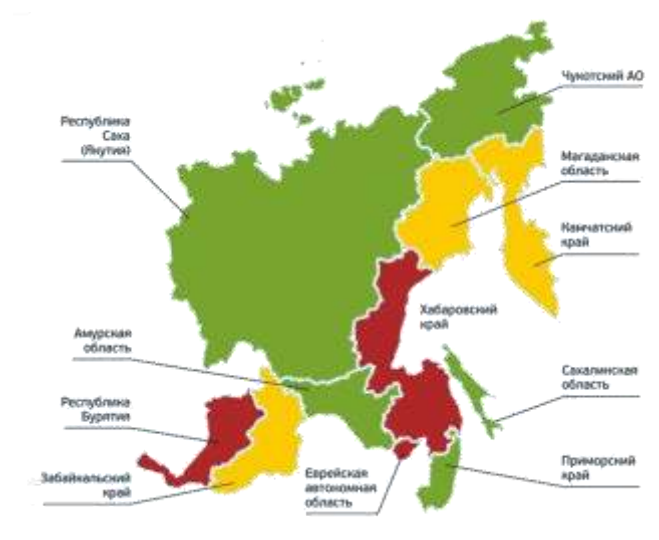 Чукотский АО
Республика
Саха
(Якутия)
Магаданская
область
Камчатский
край
Хабаровский
край
Амурская
область
Сахалинская
область
Республика
Бурятия
Приморский
край
Забайкальский
край
Еврейская
автономная
область